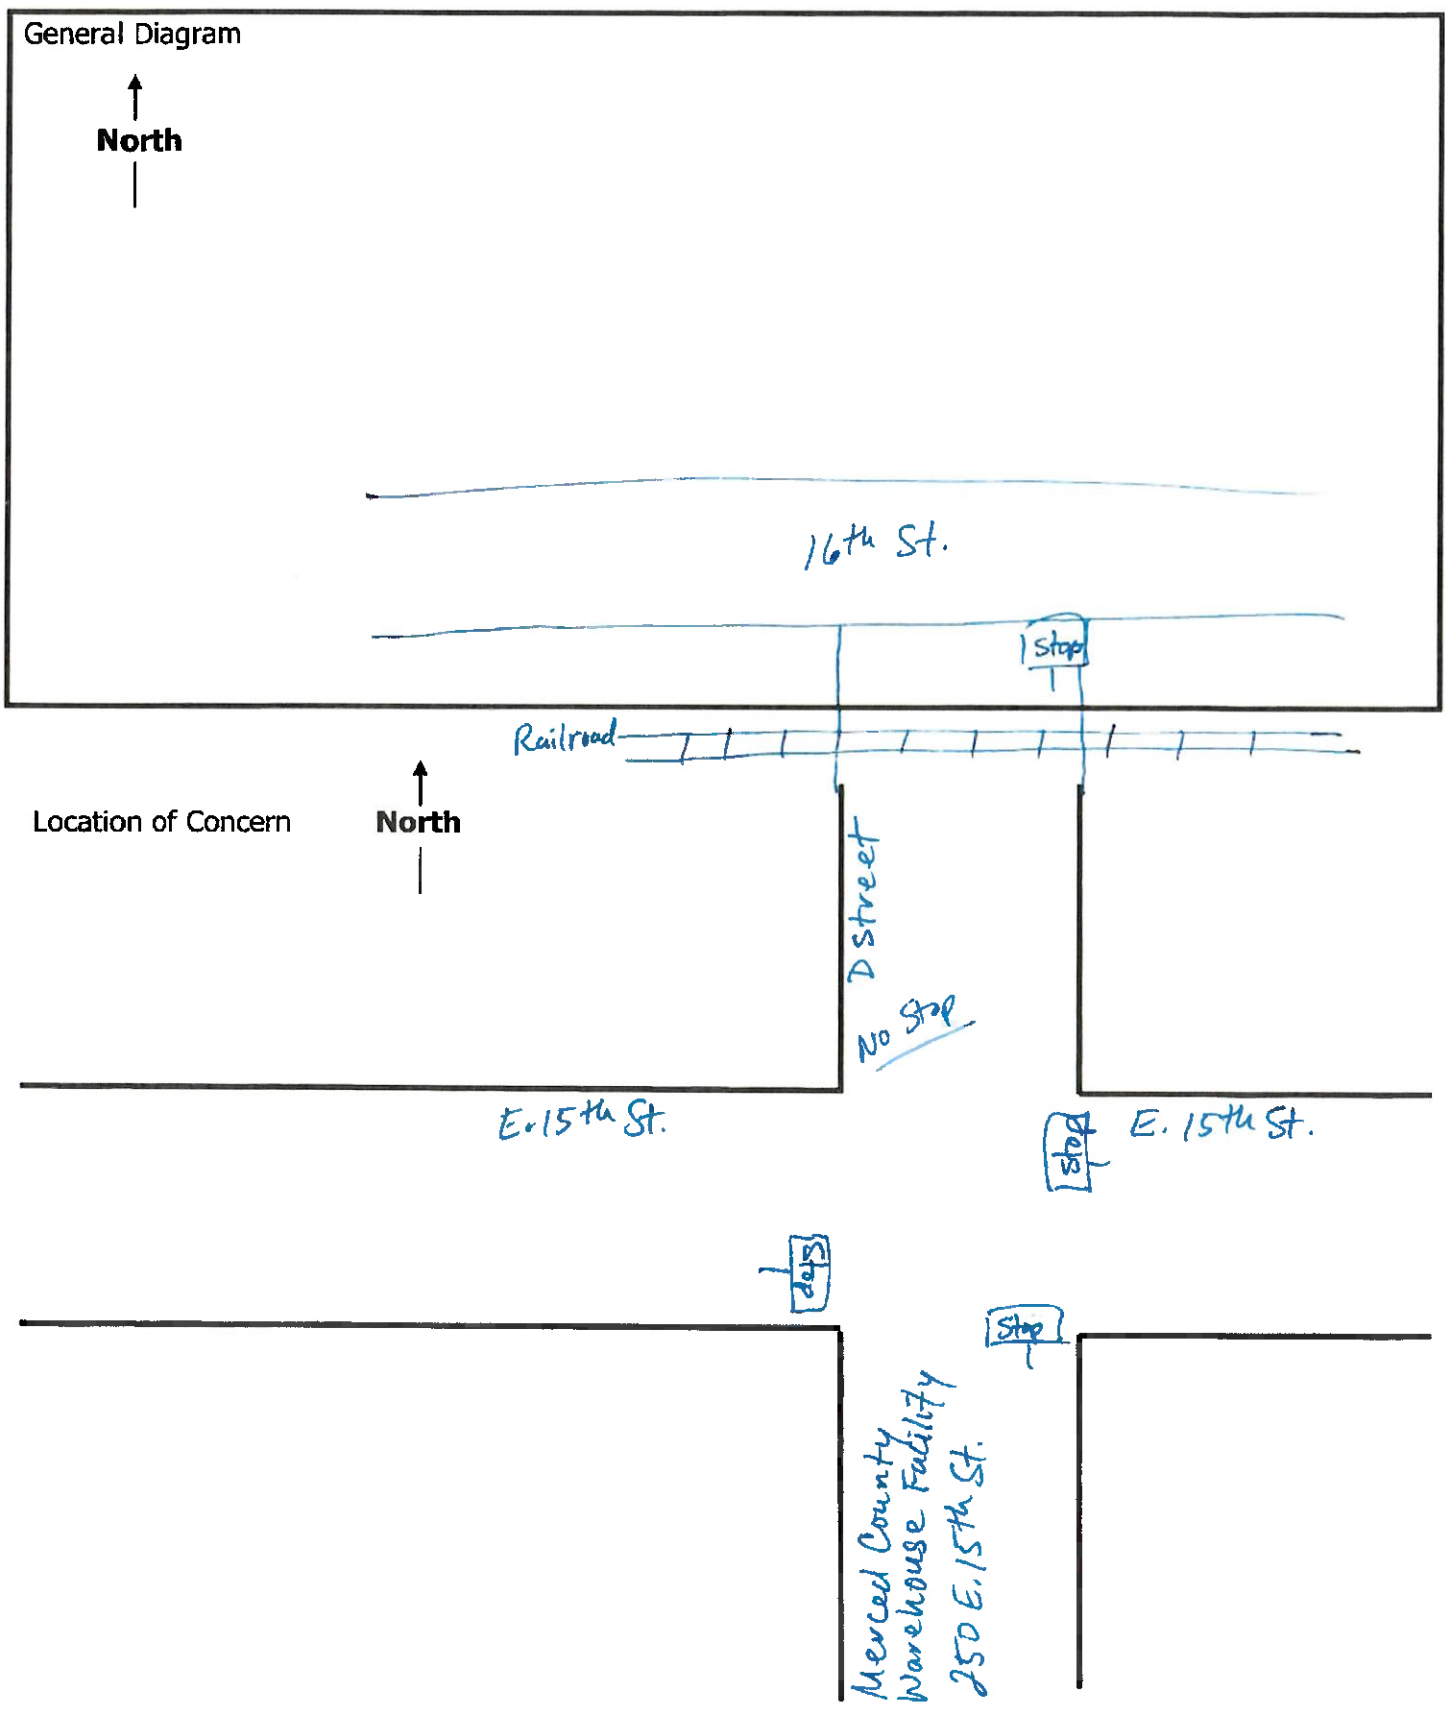 General Diagram
North
16th St.
Stop
Railroad
Location of Concern
North
D Street
No Stop
E. 15th St.
E. 15th St.
Stop
Stop
Stop
Merced County
Warehouse Facility
250 E. 15th St.